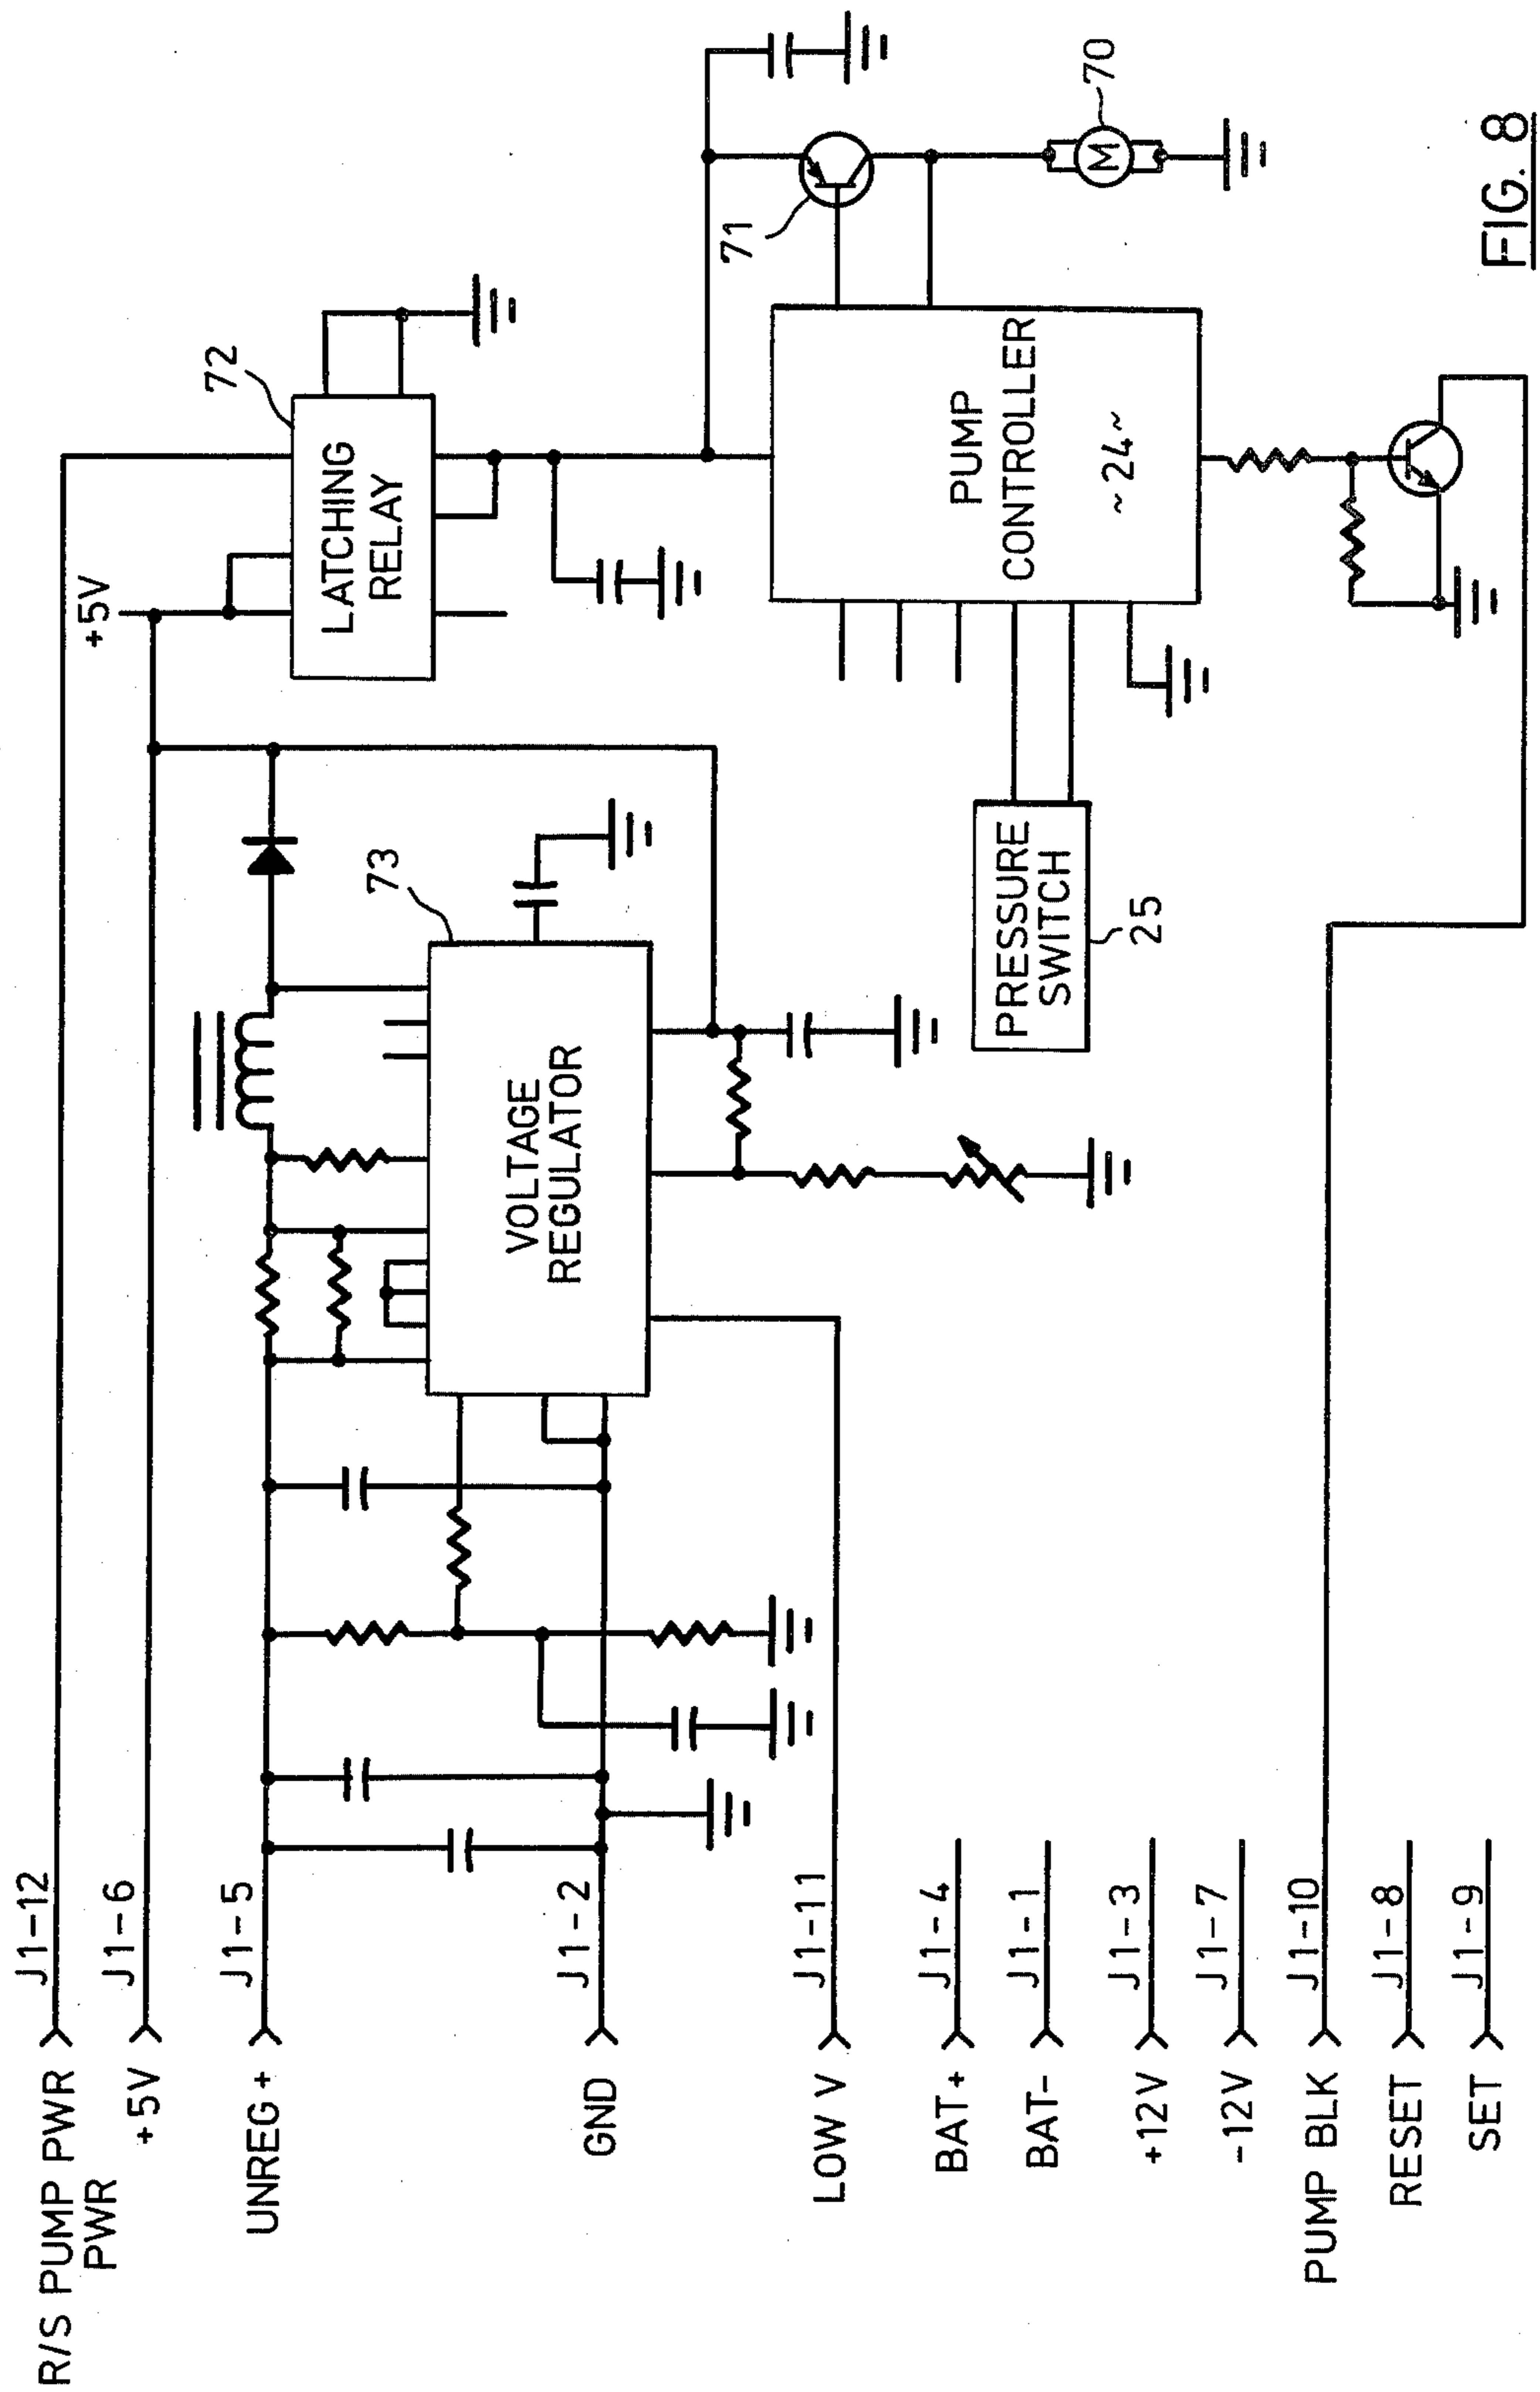 R/S PUMP PWR
PWR
J1-12
+5V
J1-6
UNREG +
J1-5
GND
J1-2
LOW V
J1-11
BAT+
J1-4
BAT-
J1-1
+12V
J1-3
-12V
J1-7
PUMP BLK
J1-10
RESET
J1-8
SET
J1-9
73
VOLTAGE
REGULATOR
+5V
72
LATCHING
RELAY
PRESSURE
SWITCH
25
PUMP
CONTROLLER
~24~
71
M
70
FIG. 8